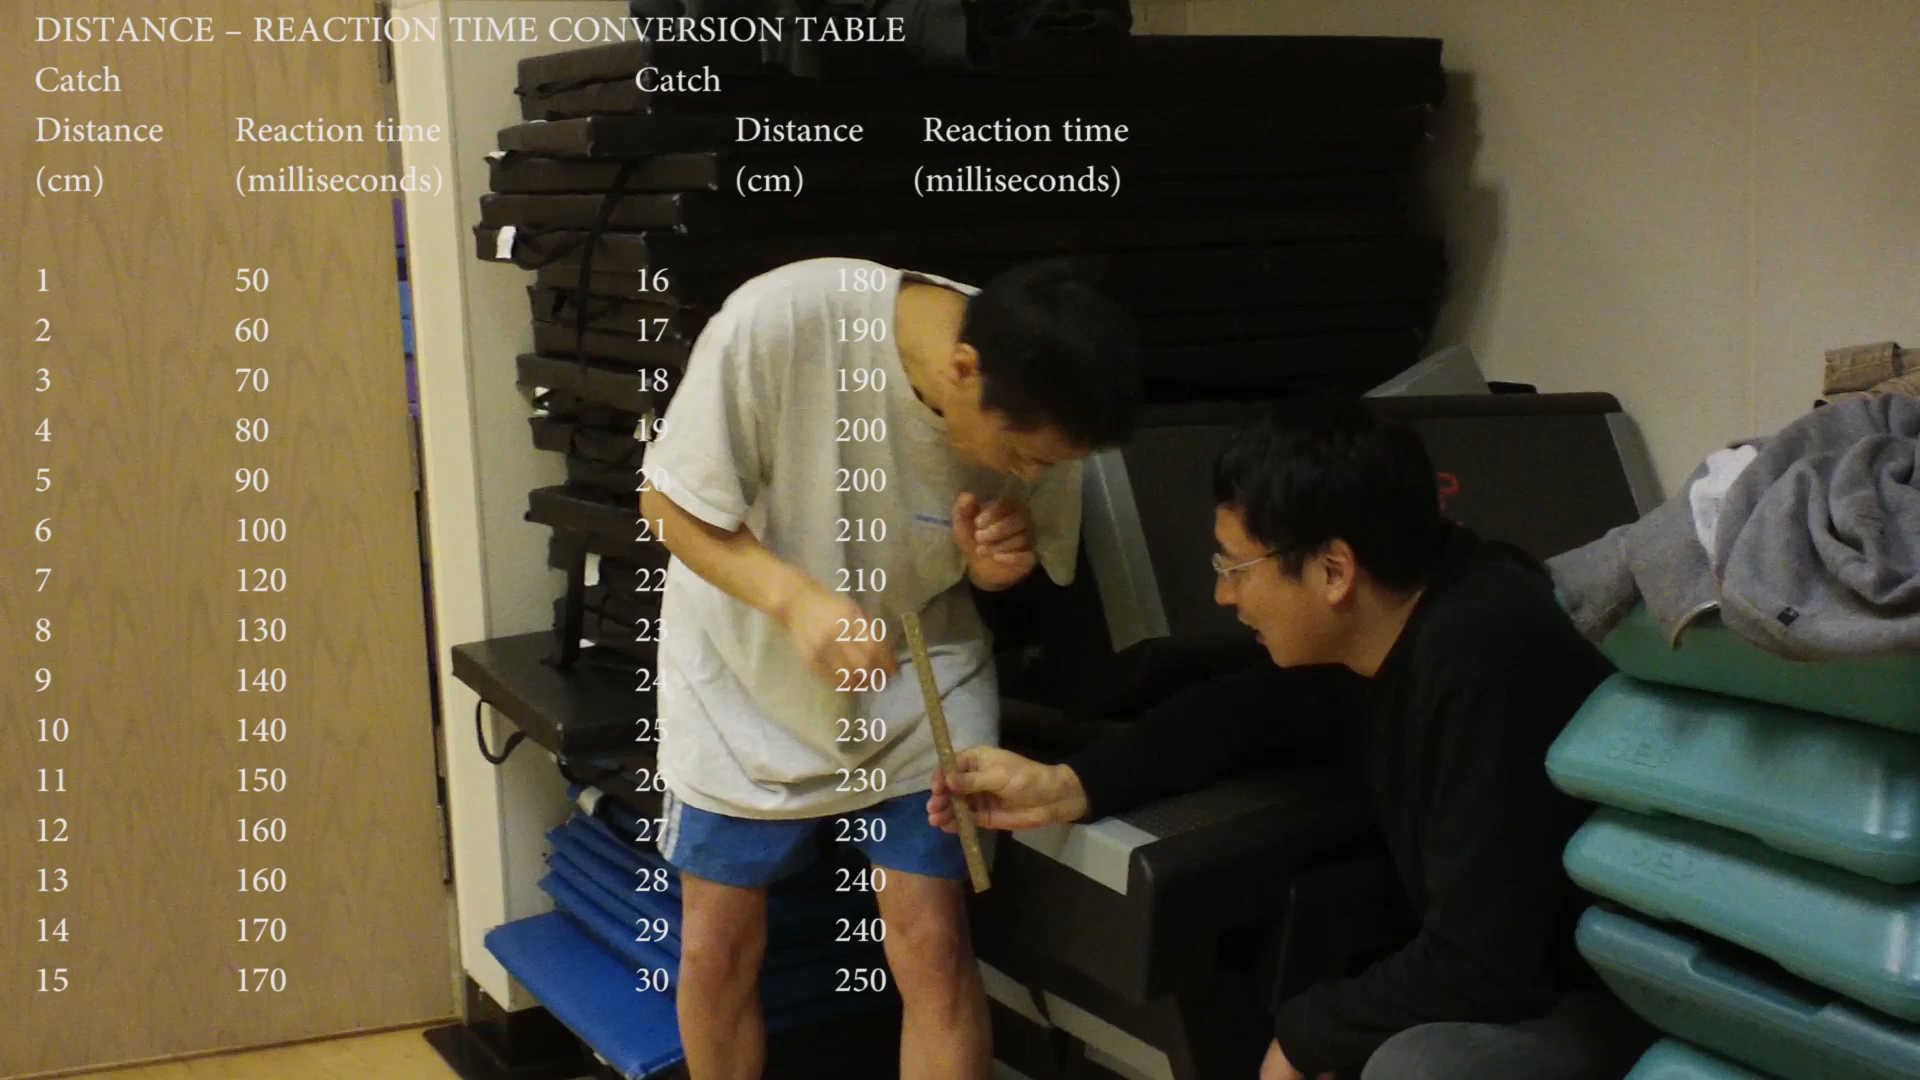 DISTANCE – REACTION TIME CONVERSION TABLE
Catch Catch
Distance Reaction time Distance Reaction time
(cm) (milliseconds) (cm) (milliseconds)
1 50 16 180
2 60 17 190
3 70 18 190
4 80 19 200
5 90 20 200
6 100 21 210
7 120 22 210
8 130 23 220
9 140 24 220
10 140 25 230
11 150 26 230
12 160 27 230
13 160 28 240
14 170 29 240
15 170 30 250
STEP
STEP